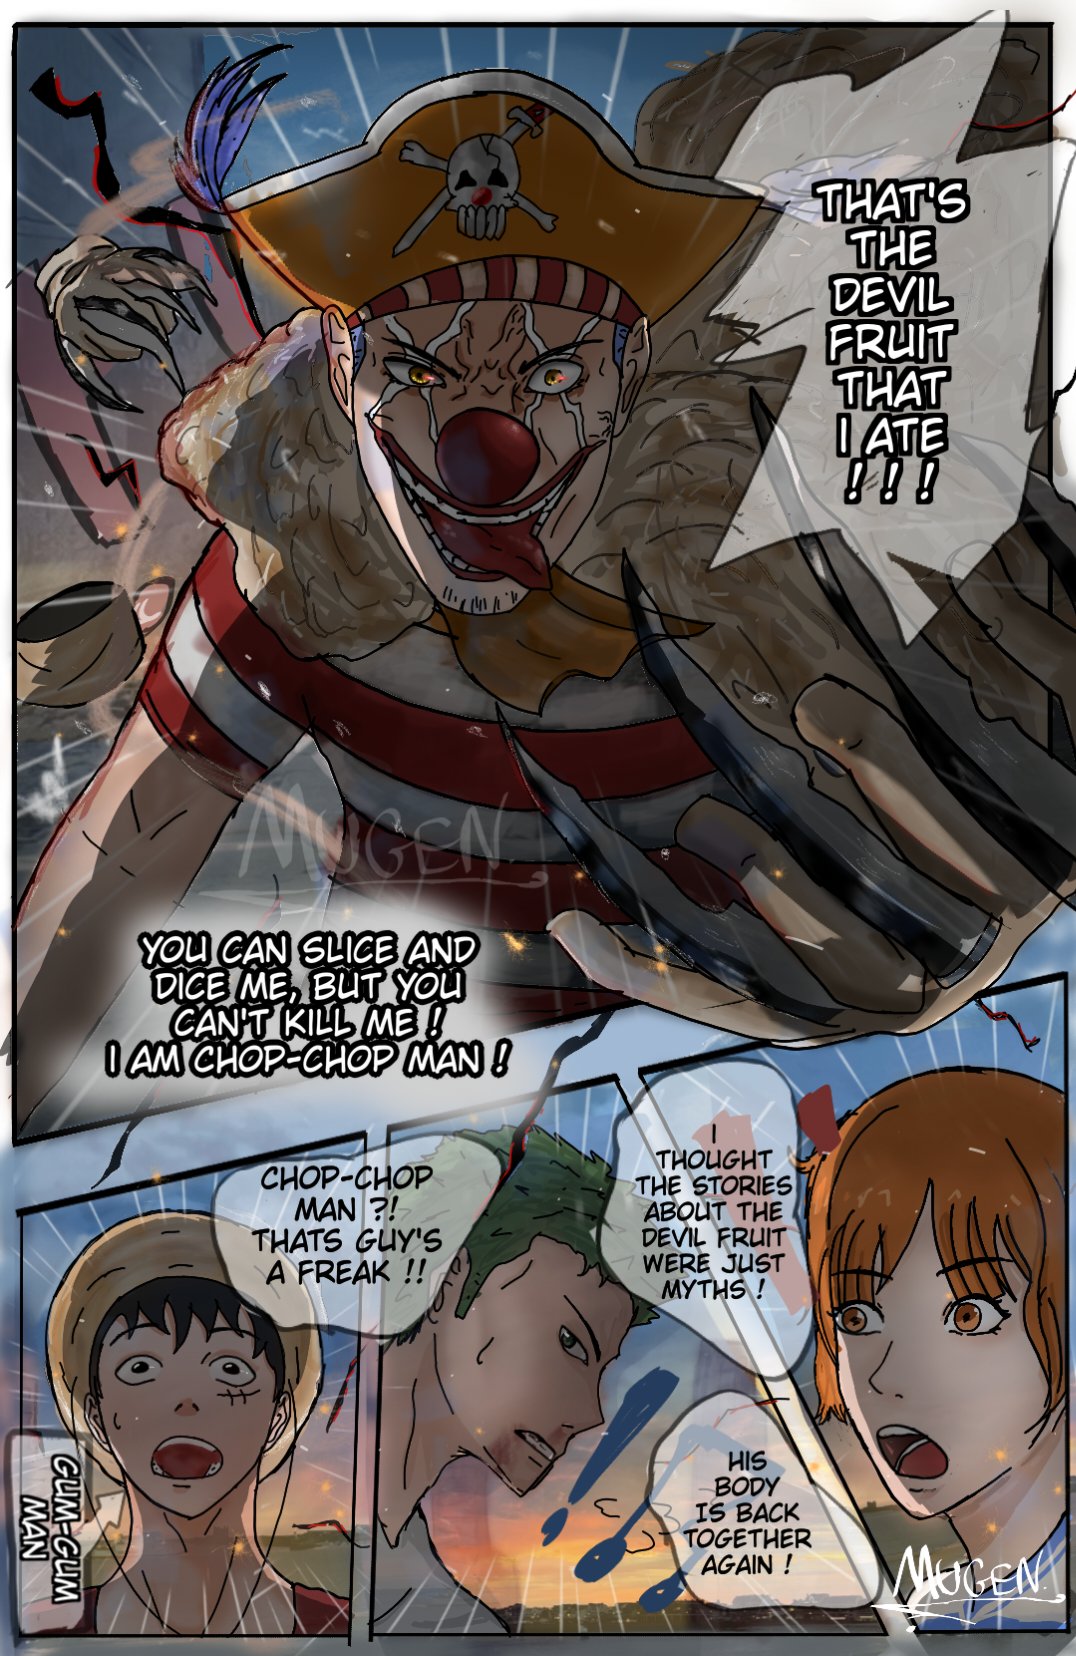 THAT'S
THE
DEVIL
FRUIT
THAT
I ATE
!!!
MUGEN.
YOU CAN SLICE AND
DICE ME, BUT YOU
CAN'T KILL ME!
I AM CHOP-CHOP MAN!
CHOP-CHOP
MAN ?!
THATS GUY'S
A FREAK !!
GUM-GUM
MAN
I
THOUGHT
THE STORIES
ABOUT THE
DEVIL FRUIT
WERE JUST
MYTHS !
HIS
BODY
IS BACK
TOGETHER
AGAIN !
MUGEN.